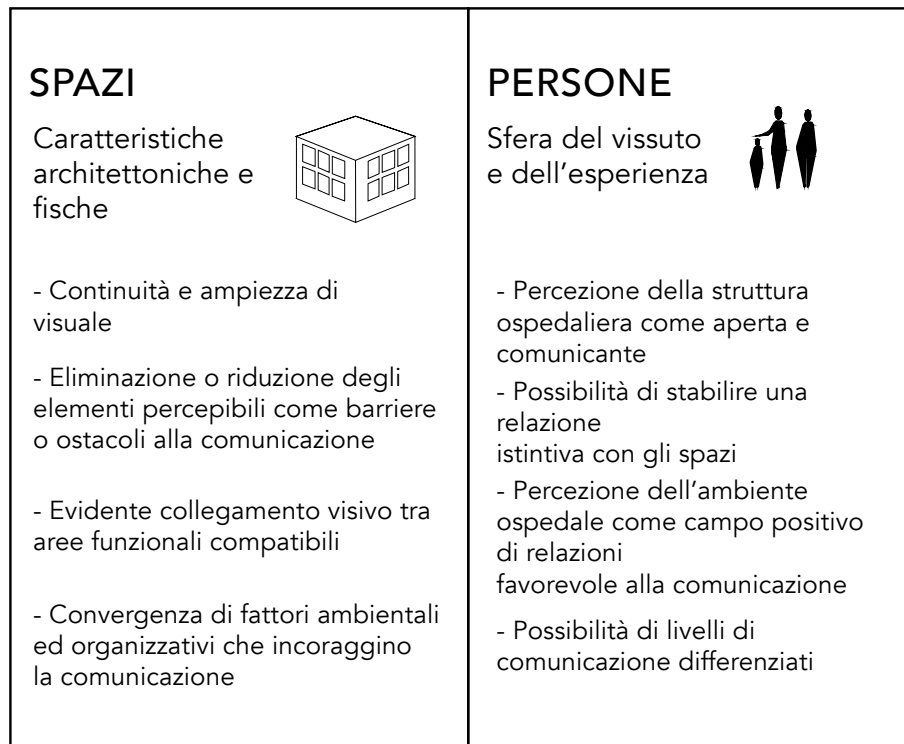 SPAZI
Caratteristiche
architettoniche e
fische
- Continuità e ampiezza di
visuale
- Eliminazione o riduzione degli
elementi percepibili come barriere
o ostacoli alla comunicazione
- Evidente collegamento visivo tra
aree funzionali compatibili
- Convergenza di fattori ambientali
ed organizzativi che incoraggino
la comunicazione
PERSONE
Sfera del vissuto
e dell’esperienza
- Percezione della struttura
ospedaliera come aperta e
comunicante
- Possibilità di stabilire una
relazione
istintiva con gli spazi
- Percezione dell’ambiente
ospedale come campo positivo
di relazioni
favorevole alla comunicazione
- Possibilità di livelli di
comunicazione differenziati